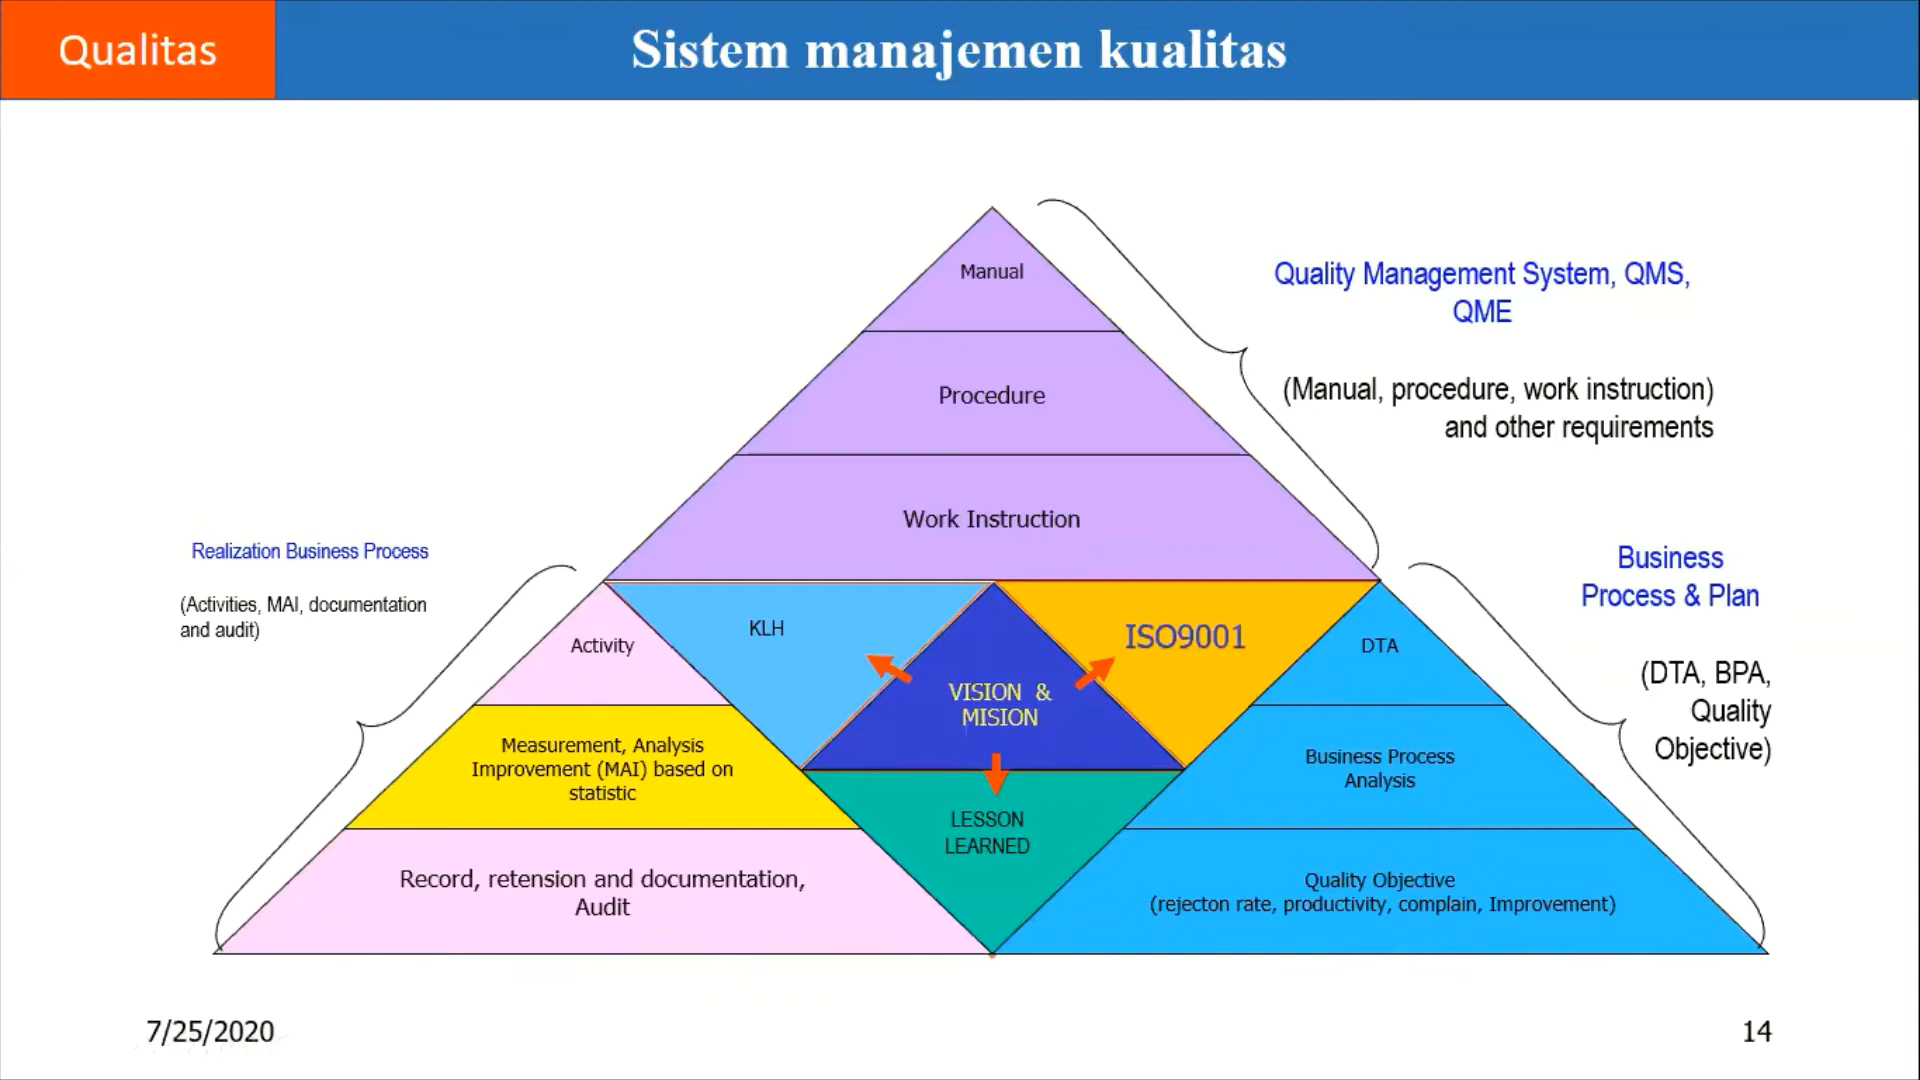 Qualitas
Sistem manajemen kualitas
Manual
Procedure
Work Instruction
Quality Management System, QMS,
QME
(Manual, procedure, work instruction)
and other requirements
Realization Business Process
(Activities, MAI, documentation
and audit)
Business
Process & Plan
(DTA, BPA,
Quality
Objective)
Activity
KLH
VISION &
MISION
ISO9001
DTA
Measurement, Analysis
Improvement (MAI) based on
statistic
LESSON
LEARNED
Business Process
Analysis
Record, retension and documentation,
Audit
Quality Objective
(rejecton rate, productivity, complain, Improvement)
7/25/2020
14